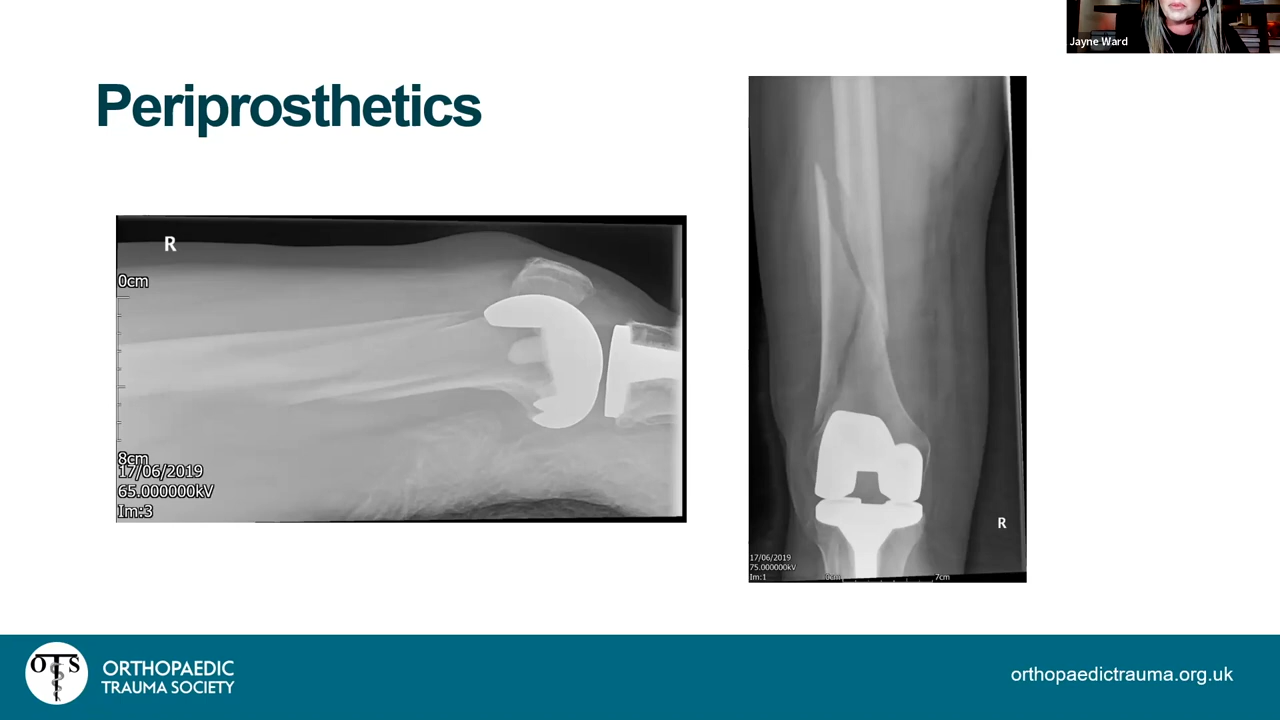 Jayne Ward
Periprosthetics
R
0cm
8cm
17/06/2019
65.000000kV
Im:3
R
17/06/2019
75.000000kV
Im:1
0cm
7cm
OTS
ORTHOPAEDIC
TRAUMA SOCIETY
orthopaedictrauma.org.uk